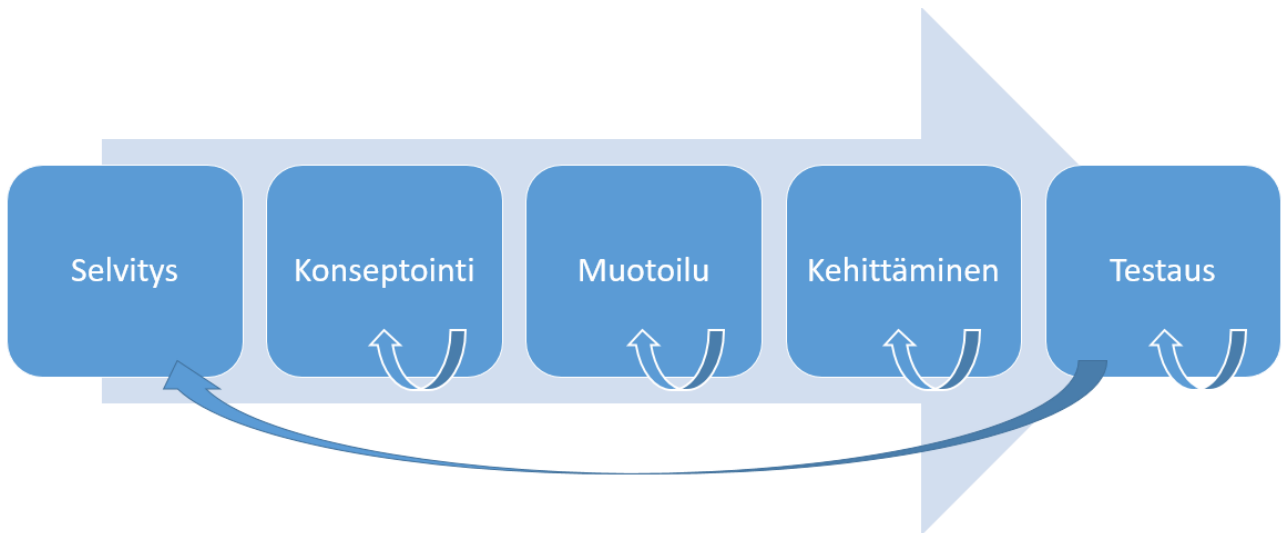 Selvitys
Konseptointi
Muotoilu
Kehittäminen
Testaus